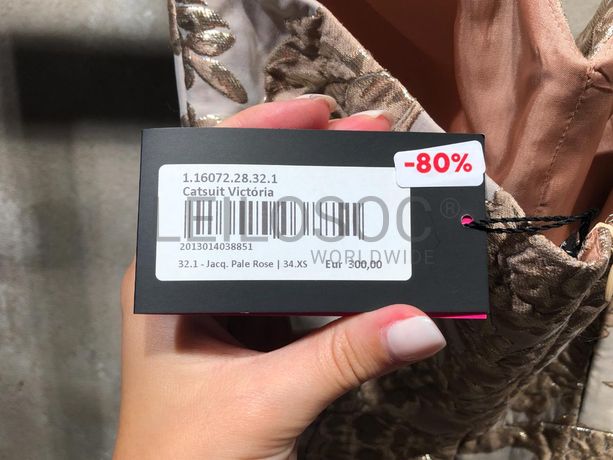 1.16072.28.32.1
-80%
Catsuit Victória
LEILOSOC®
2013014038851
WORLDWIDE
32.1 - Jacq. Pale Rose | 34.XS Eur 300,00